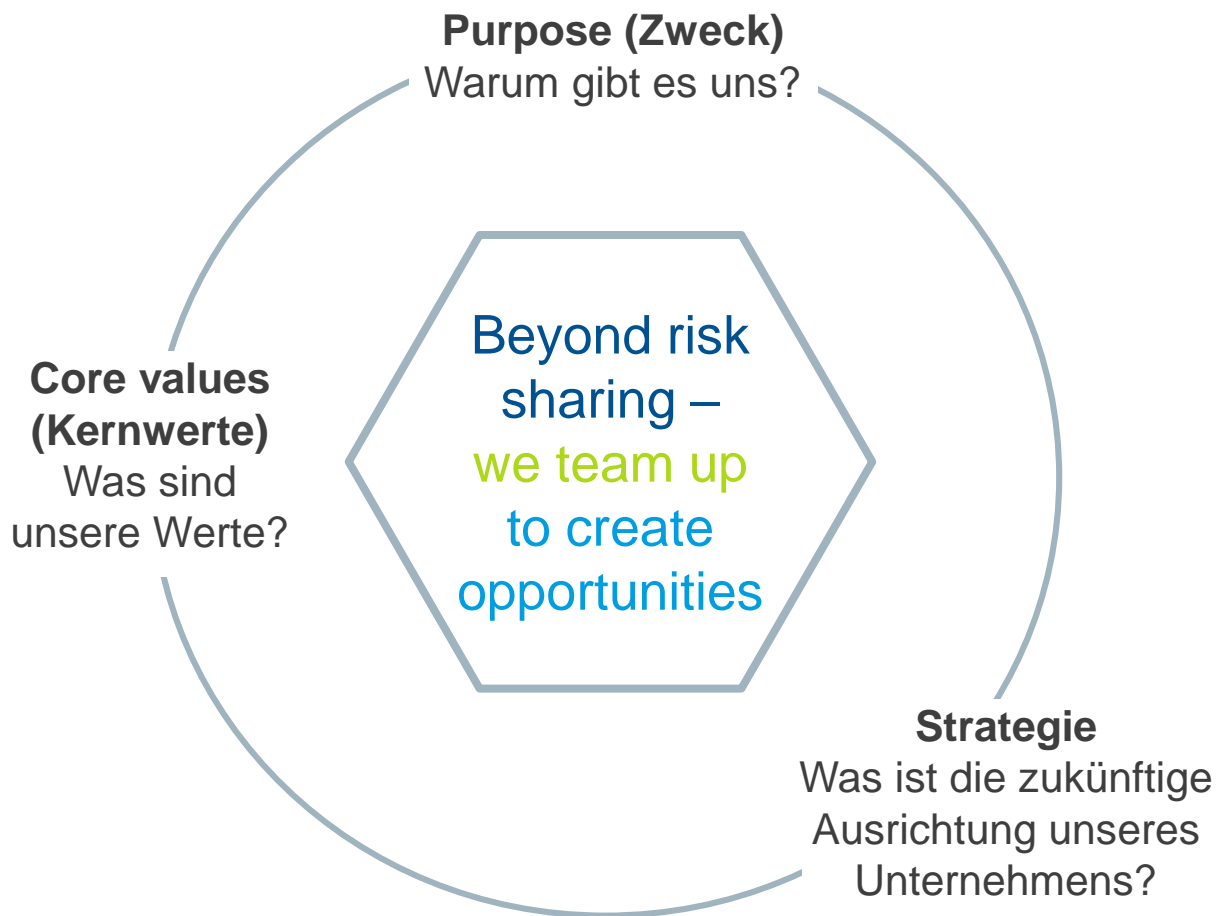 Purpose (Zweck)
Warum gibt es uns?
Beyond risk
sharing –
we team up
to create
opportunities
Core values
(Kernwerte)
Was sind
unsere Werte?
Strategie
Was ist die zukünftige
Ausrichtung unseres
Unternehmens?